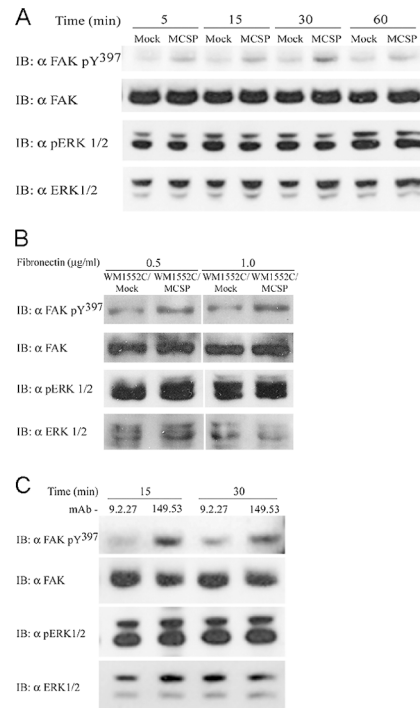 A
Time (min) 5 15 30 60
Mock MCSP Mock MCSP Mock MCSP Mock MCSP
IB: α FAK pY397
IB: α FAK
IB: α pERK 1/2
IB: α ERK1/2
B
Fibronectin (μg/ml) 0.5 1.0
WM1552C/ WM1552C/ WM1552C/ WM1552C/
Mock MCSP Mock MCSP
IB: α FAK pY397
IB: α FAK
IB: α pERK 1/2
IB: α ERK 1/2
C
Time (min) 15 30
mAb - 9.2.27 149.53 9.2.27 149.53
IB: α FAK pY397
IB: α FAK
IB: α pERK1/2
IB: α ERK1/2